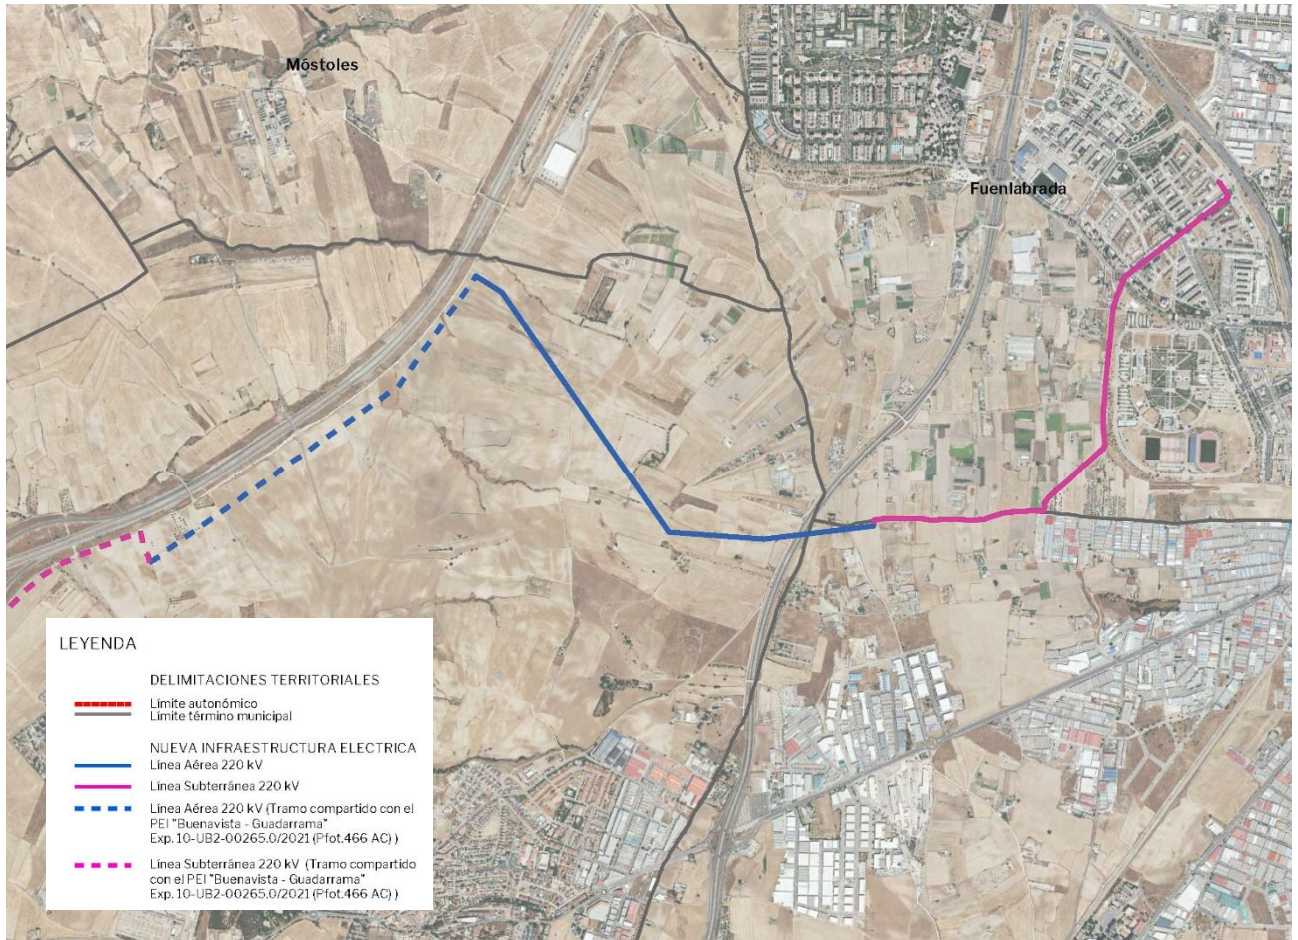 Móstoles
Fuenlabrada
LEYENDA
DELIMITACIONES TERRITORIALES
Límite autonómico
Límite término municipal
NUEVA INFRAESTRUCTURA ELECTRICA
Línea Aérea 220 kV
Línea Subterránea 220 kV
Línea Aérea 220 kV (Tramo compartido con el
PEI "Buenavista - Guadarrama"
Exp. 10-UB2-00265.0/2021 (Pfot.466 AC) )
Línea Subterránea 220 kV (Tramo compartido
con el PEI "Buenavista - Guadarrama"
Exp. 10-UB2-00265.0/2021 (Pfot.466 AC) )